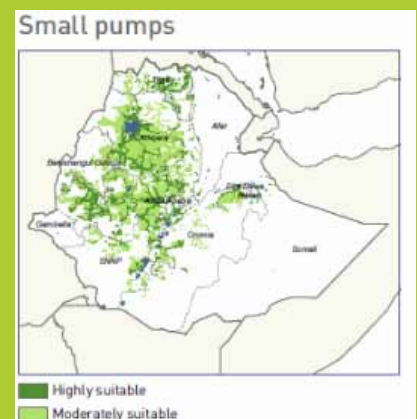 Small pumps
Tigray
Afar
Amhara
Benishangul Gumuz
Addis Ababa
Dire Dawa
Harari
Gambella
Oromia
Somali
SNNP
Highly suitable
Moderately suitable